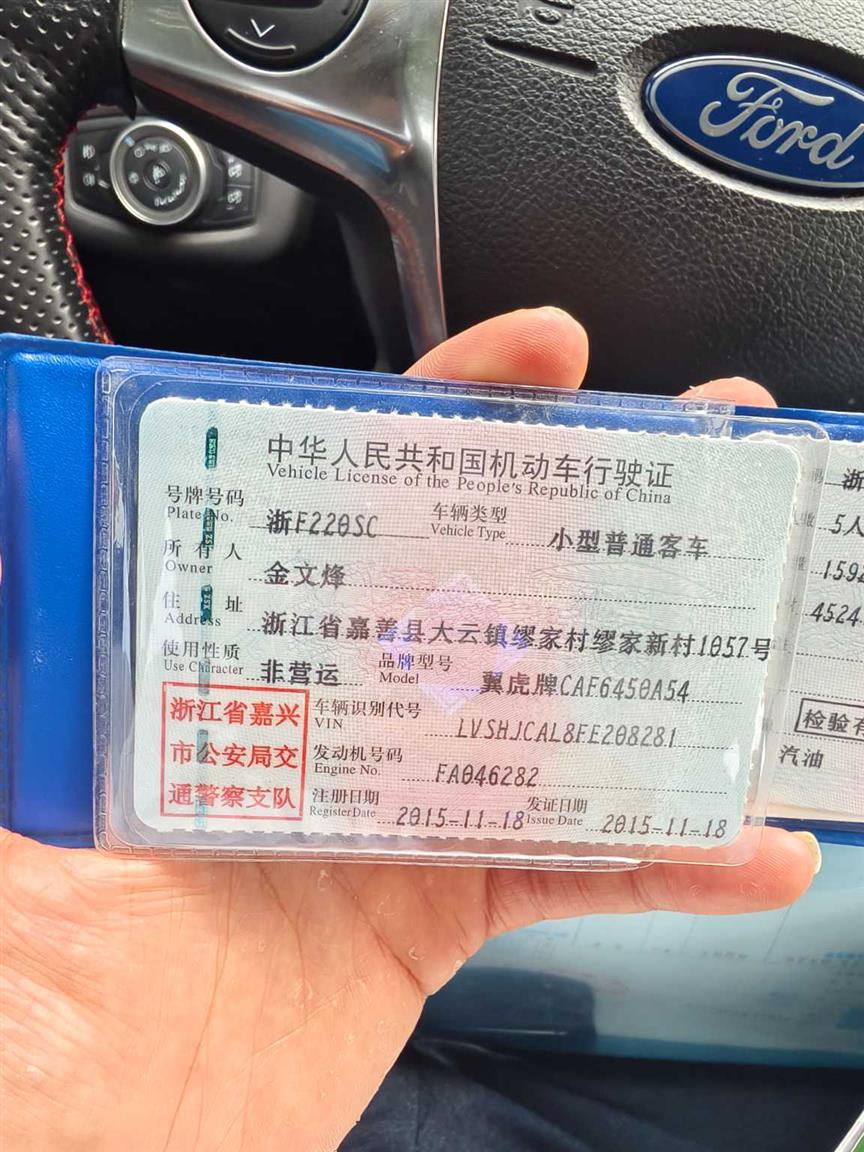 Ford
中华人民共和国机动车行驶证
Vehicle License of the People's Republic of China
号牌号码 浙F220SC 车辆类型 小型普通客车
Plate No. Vehicle Type
所有人 金文烽
Owner
住址 浙江省嘉善县大云镇缪家村缪家新村1057号
Address
使用性质 非营运 品牌型号 翼虎牌CAF6450A54
Use Character Model
浙江省嘉兴
市公安局交
通警察支队
车辆识别代号 LVSHJCAL8FE208281
VIN
发动机号码 FA046282
Engine No.
注册日期 2015-11-18 发证日期 2015-11-18
Register Date Issue Date
浙
5人
159
4524
检验有
汽油